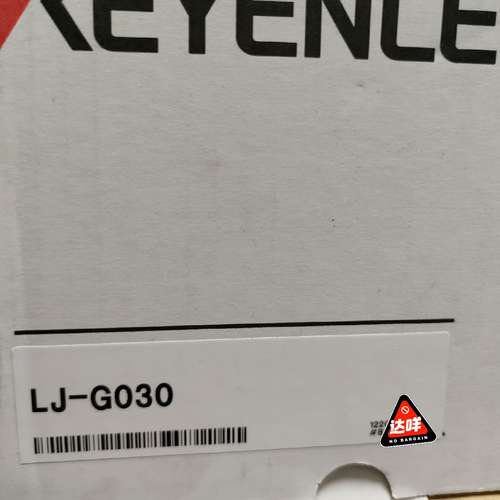 KEYENCE
LJ-G030
达咩
NO BARGAIN